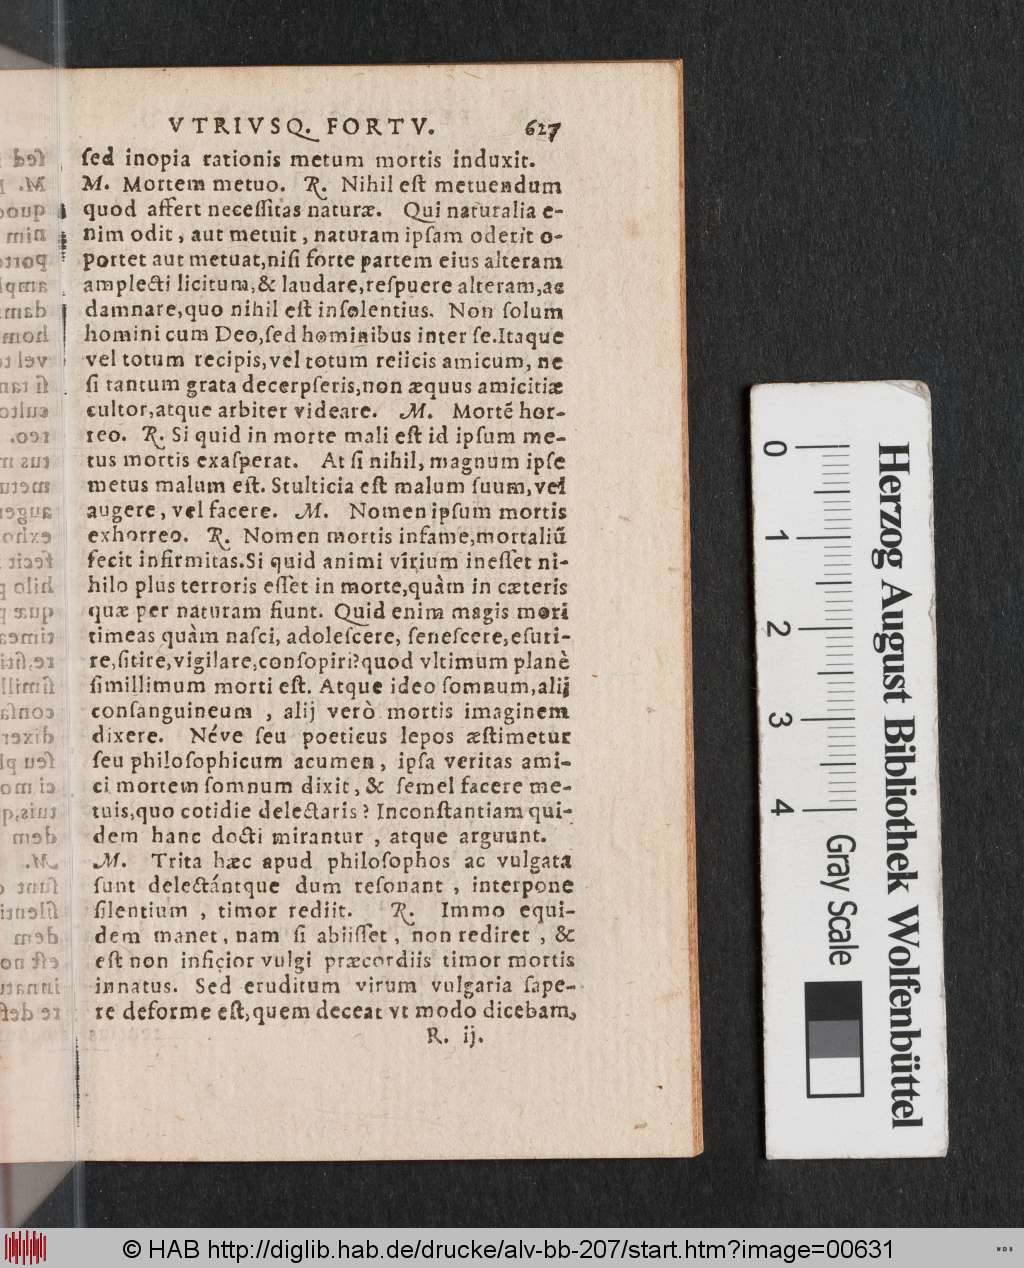 VTRIVSQ. FORTV. 627
ſed inopia rationis metum mortis induxit.
M. Mortem metuo. R. Nihil eſt metuendum
quod affert neceſſitas naturæ. Qui naturalia e-
nim odit, aut metuit, naturam ipſam oderit o-
portet aut metuat, niſi forte partem eius alteram
amplecti licitum, & laudare, reſpuere alteram, ac
damnare, quo nihil eſt inſolentius. Non ſolum
homini cum Deo, ſed hominibus inter ſe. Itaque
vel totum recipis, vel totum reiicis amicum, ne
ſi tantum grata decerpſeris, non æquus amicitiæ
cultor, atque arbiter videare. M. Mortẽ hor-
reo. R. Si quid in morte mali eſt id ipſum me-
tus mortis exaſperat. At ſi nihil, magnum ipſe
metus malum eſt. Stulticia eſt malum ſuum, vel
augere, vel facere. M. Nomen ipſum mortis
exhorreo. R. Nomen mortis infame, mortaliũ
fecit infirmitas. Si quid animi virium ineſſet ni-
hilo plus terroris eſſet in morte, quàm in cæteris
quæ per naturam fiunt. Quid enim magis mori
timeas quàm naſci, adoleſcere, ſeneſcere, eſuri-
re, ſitire, vigilare, conſopiri? quod vltimum planè
ſimillimum morti eſt. Atque ideo ſomnum, alij
conſanguineum, alij verò mortis imaginem
dixere. Néve ſeu poeticus lepos æſtimetur
ſeu philoſophicum acumen, ipſa veritas ami-
ci mortem ſomnum dixit, & ſemel facere me-
tuis, quo cotidie delectaris? Inconſtantiam qui-
dem hanc docti mirantur, atque arguunt.
M. Trita hæc apud philoſophos ac vulgata
ſunt delectántque dum reſonant, interpone
ſilentium, timor rediit. R. Immo equi-
dem manet, nam ſi abiiſſet, non rediret, &
eſt non inficior vulgi præcordiis timor mortis
innatus. Sed eruditum virum vulgaria ſape-
re deforme eſt, quem deceat vt modo dicebam,
R. ij.
0 1 2 3 4
Herzog August Bibliothek Wolfenbüttel
Gray Scale
© HAB http://diglib.hab.de/drucke/alv-bb-207/start.htm?image=00631